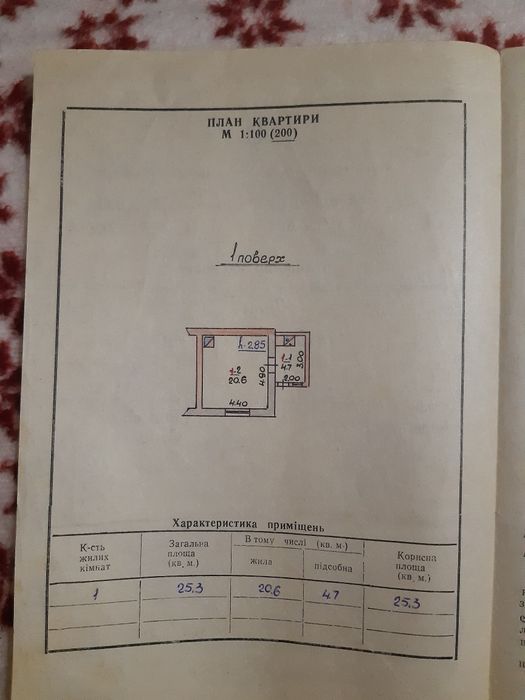 ПЛАН КВАРТИРИ
М 1:100 (200)
1 поверх
h-2.85
1-2
20.6
4.90
4.40
1-1
4.7
3.00
2.00
Характеристика приміщень
К-сть жилих кімнат
Загальна площа (кв. м.)
В тому числі (кв. м.)
жила
підсобна
Корисна площа (кв. м.)
1 25.3 20.6 4.7 25.3